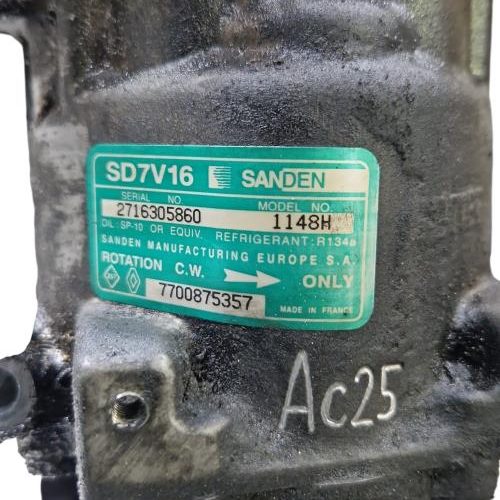 SD7V16 SANDEN
SERIAL NO. MODEL NO.
2716305860 1148H
OIL: SP-10 OR EQUIV. REFRIGERANT: R134a
SANDEN MANUFACTURING EUROPE S.A.
ROTATION C.W. ONLY
7700875357
MADE IN FRANCE
AC25